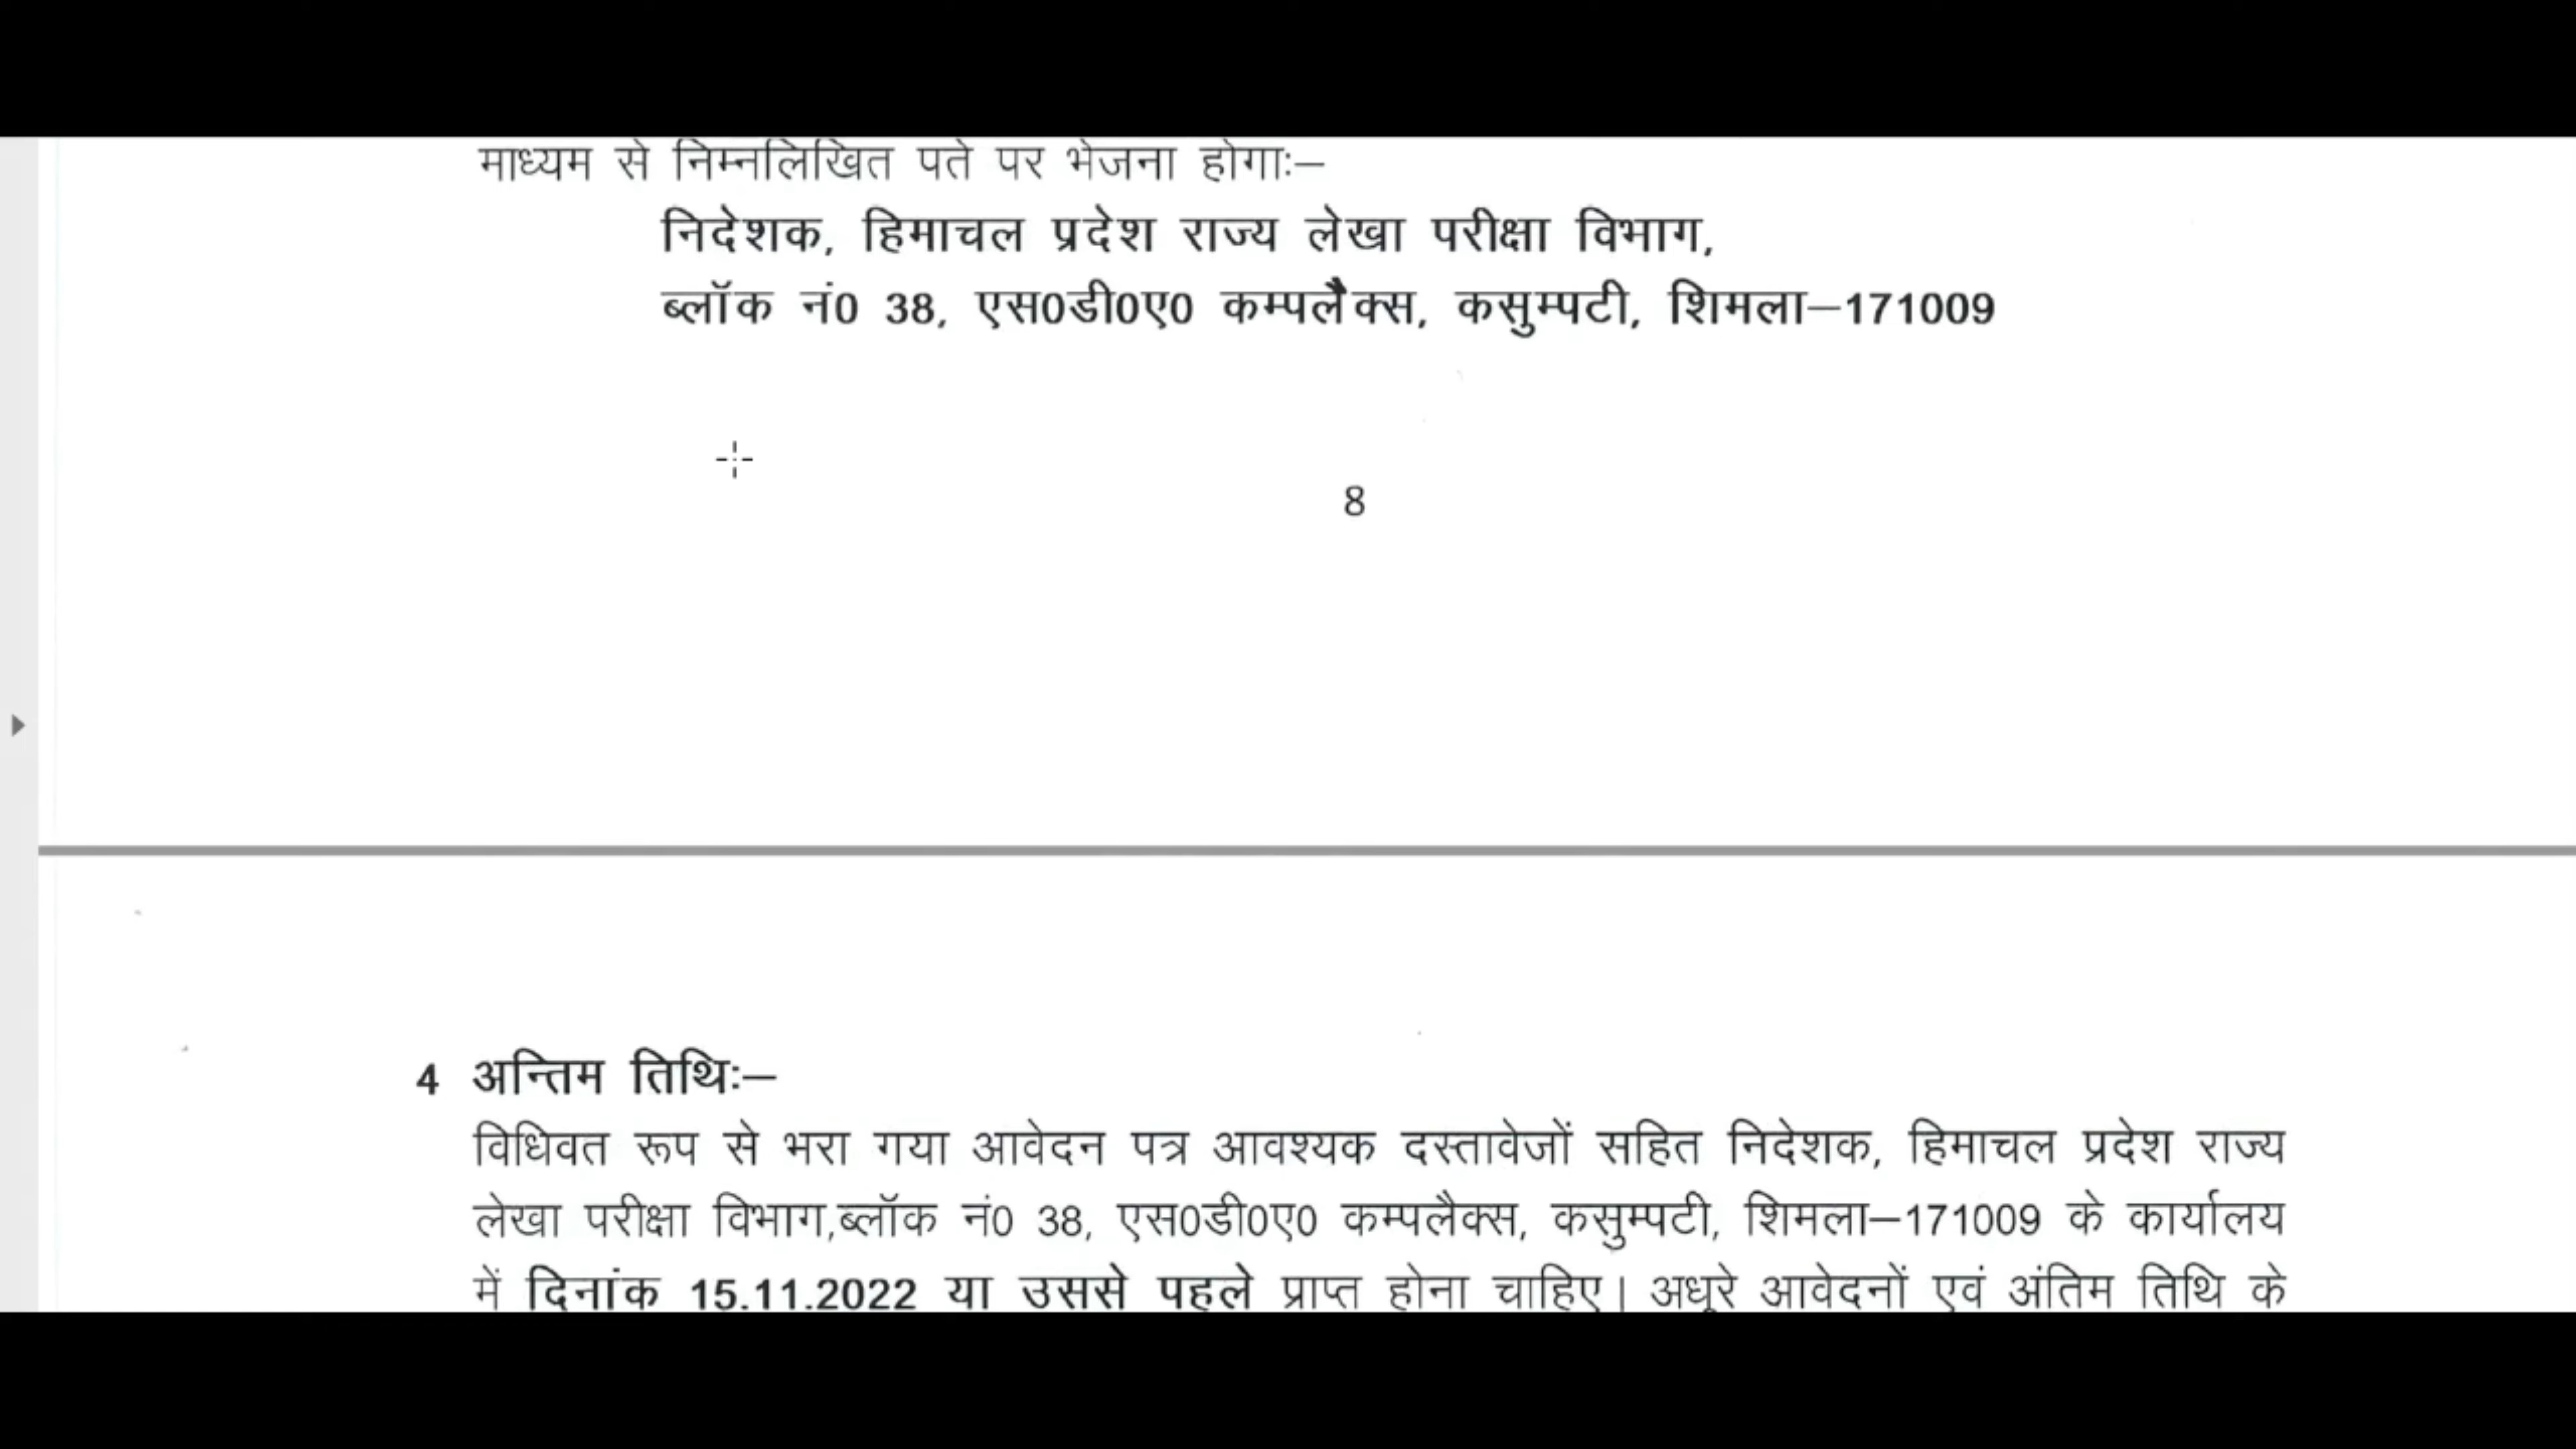 माध्यम से निम्नलिखित पते पर भेजना होगाः–
निदेशक, हिमाचल प्रदेश राज्य लेखा परीक्षा विभाग,
ब्लॉक नं0 38, एस0डी0ए0 कम्पलैक्स, कसुम्पटी, शिमला–171009
8
4 अन्तिम तिथिः–
विधिवत रूप से भरा गया आवेदन पत्र आवश्यक दस्तावेजों सहित निदेशक, हिमाचल प्रदेश राज्य
लेखा परीक्षा विभाग,ब्लॉक नं0 38, एस0डी0ए0 कम्पलैक्स, कसुम्पटी, शिमला–171009 के कार्यालय
में दिनांक 15.11.2022 या उससे पहले प्राप्त होना चाहिए। अधूरे आवेदनों एवं अंतिम तिथि के